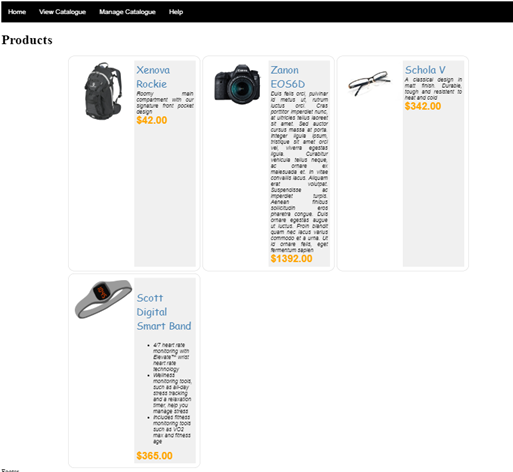 Home View Catalogue Manage Catalogue Help
Products
Xenova
Rockie
Roomy main
compartment with our
signature front pocket
design
$42.00
Zanon
EOS6D
Duis felis orci, pulvinar
id metus ut, rutrum
luctus orci. Cras
porttitor imperdiet nunc,
at ultricies tellus laoreet
sit amet. Sed auctor
cursus massa at porta.
Integer ligula ipsum,
tristique sit amet orci
vel, viverra egestas
ligula. Curabitur
vehicula tellus neque,
ac ornare ex
malesuada et. In vitae
convallis lacus. Aliquam
erat volutpat.
Suspendisse ac
imperdiet turpis.
Aenean finibus
sollicitudin eros
pharetra congue. Duis
ornare egestas augue
ut luctus. Proin blandit
quam nec lacus varius
commodo et a urna. Ut
id ornare felis, eget
fermentum sapien
$1392.00
Schola V
A classical design in
matt finish. Durable,
tough and resistent to
heat and cold
$342.00
Scott
Digital
Smart Band
4/7 heart rate
monitoring with
Elevate™ wrist
heart rate
technology
Wellness
monitoring tools,
such as all-day
stress tracking
and a relaxation
timer, help you
manage stress
Includes fitness
monitoring tools
such as VO2
max and fitness
age
$365.00